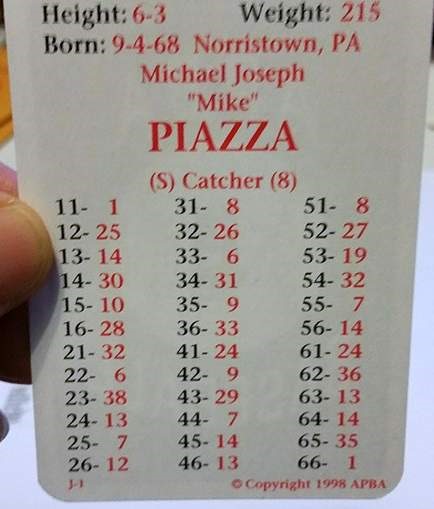 Height: 6-3 Weight: 215
Born: 9-4-68 Norristown, PA
Michael Joseph
"Mike"
PIAZZA
(S) Catcher (8)
11- 1 31- 8 51- 8
12- 25 32- 26 52- 27
13- 14 33- 6 53- 19
14- 30 34- 31 54- 32
15- 10 35- 9 55- 7
16- 28 36- 33 56- 14
21- 32 41- 24 61- 24
22- 6 42- 9 62- 36
23- 38 43- 29 63- 13
24- 13 44- 7 64- 14
25- 7 45- 14 65- 35
26- 12 46- 13 66- 1
J-1 © Copyright 1998 APBA